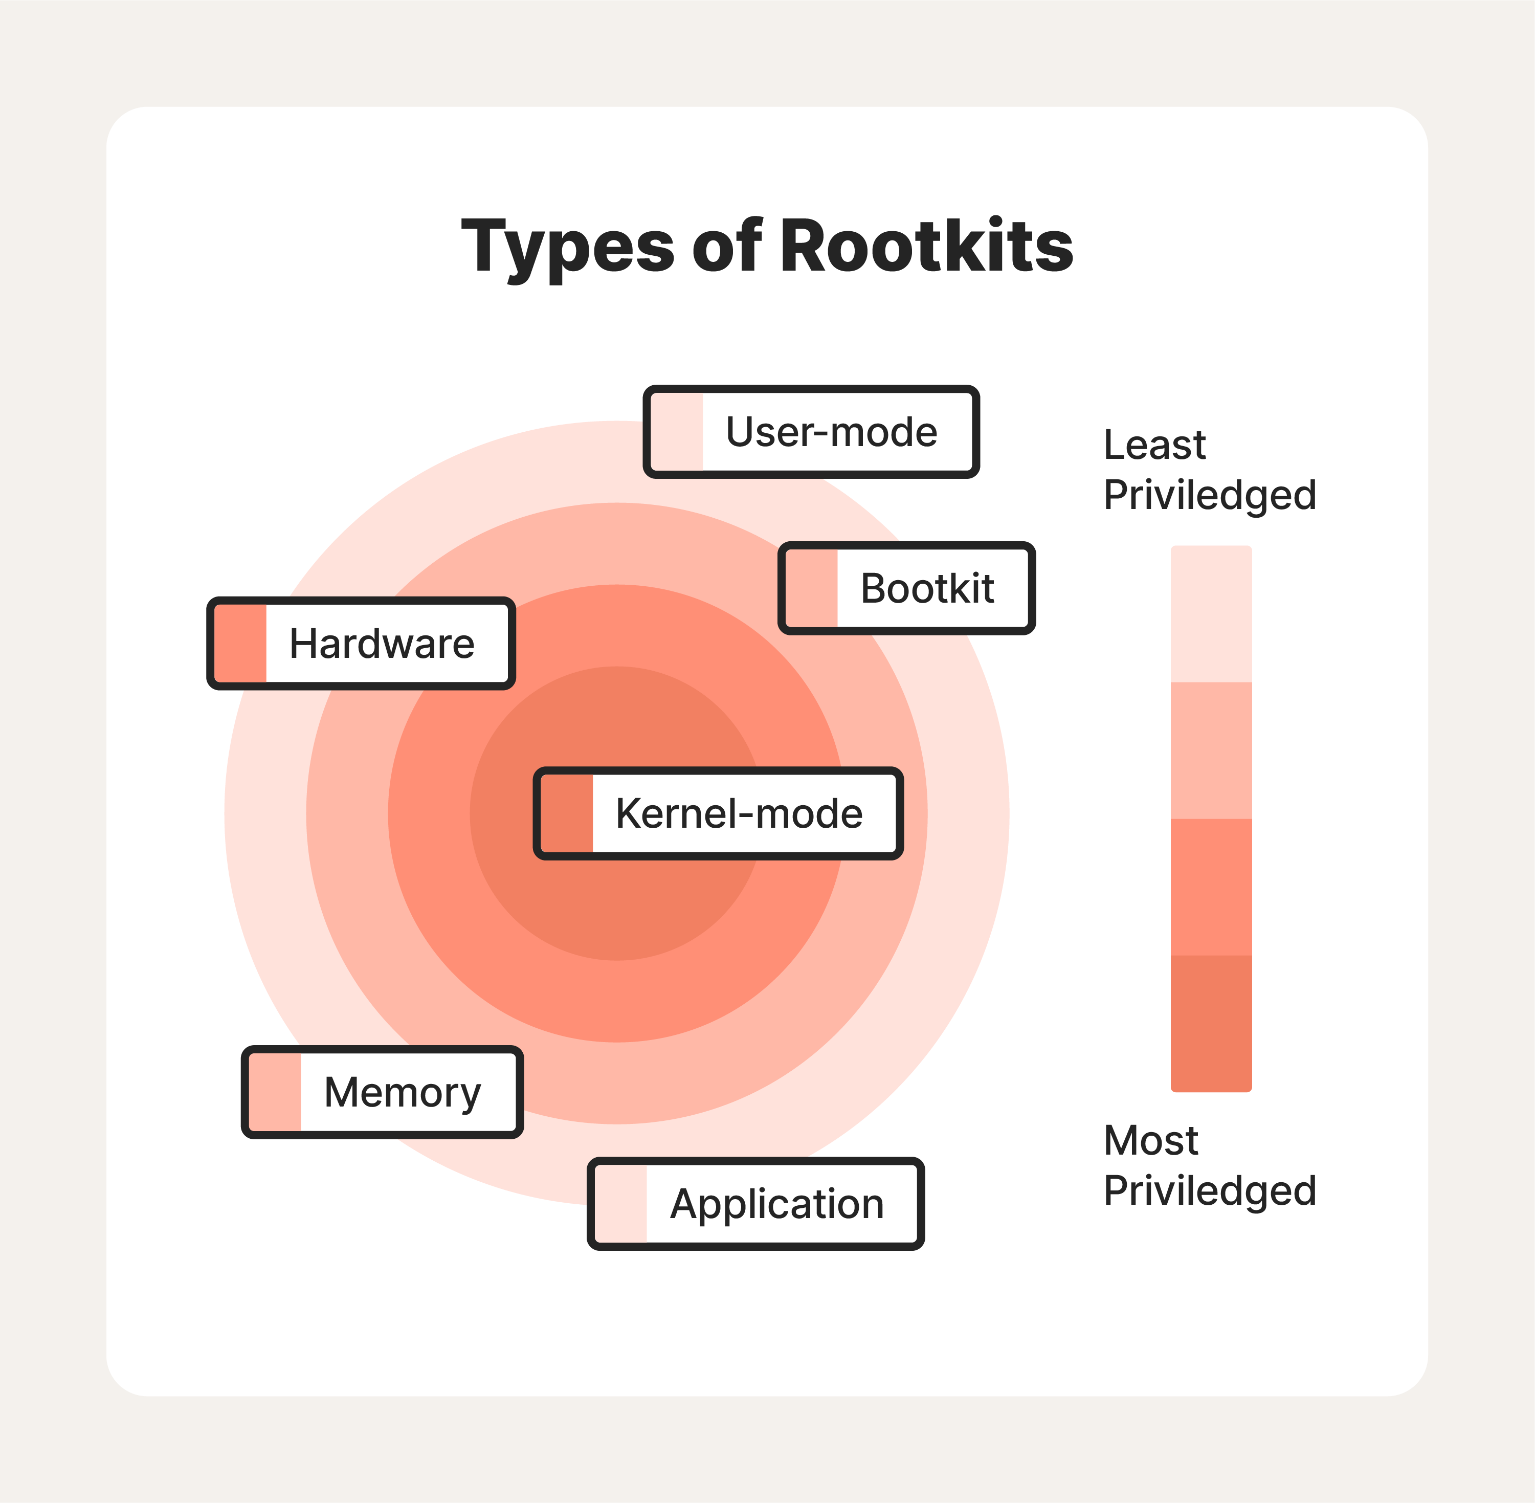 Types of Rootkits
User-mode
Bootkit
Hardware
Kernel-mode
Memory
Application
Least
Priviledged
Most
Priviledged